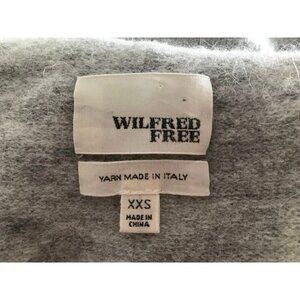 WILFRED
FREE
YARN MADE IN ITALY
XXS
MADE IN
CHINA